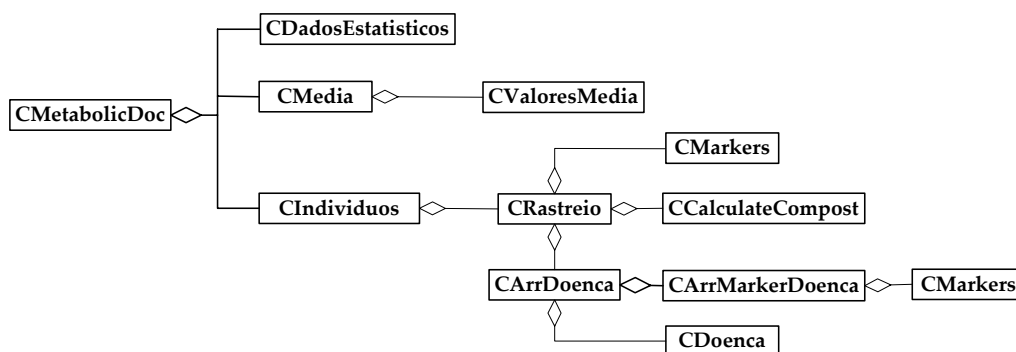 CDadosEstatisticos
CMedia
CValoresMedia
CMetabolicDoc
CMarkers
CIndividuos
CRastreio
CCalculateCompost
CArrDoenca
CArrMarkerDoenca
CMarkers
CDoenca